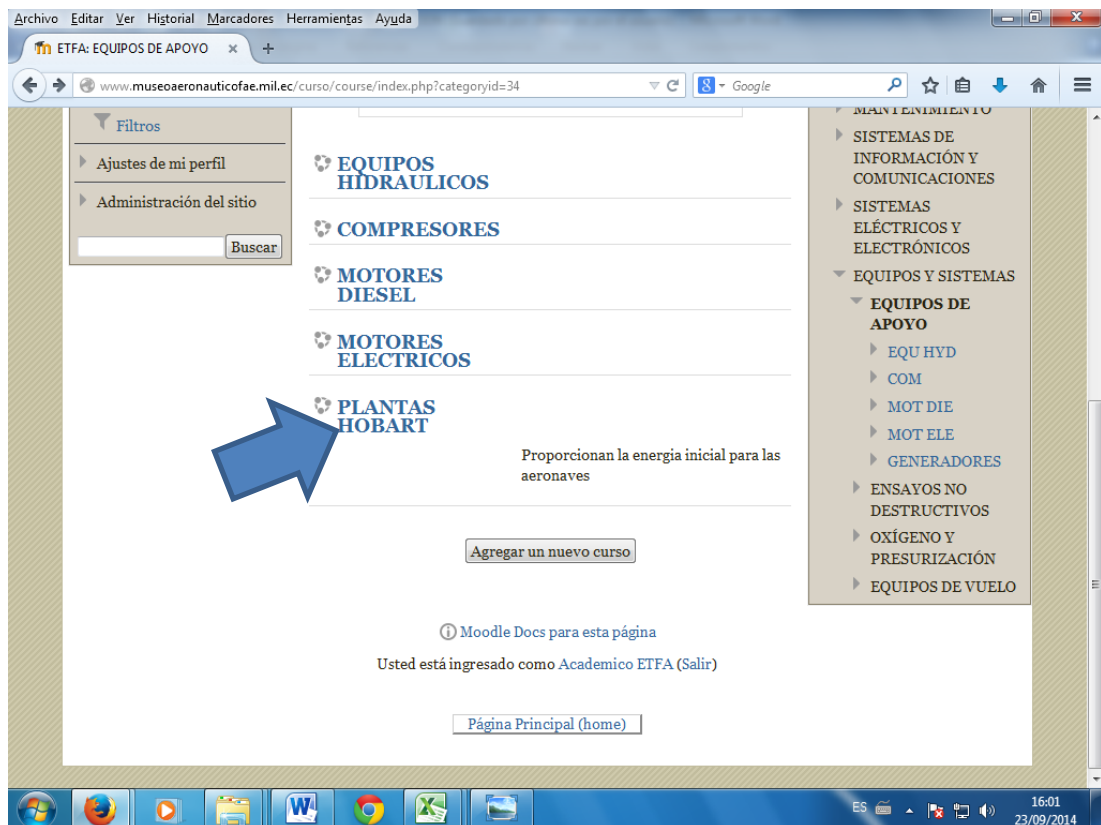 Archivo Editar Ver Historial Marcadores Herramientas Ayuda
ETFA: EQUIPOS DE APOYO
www.museoaeronauticofae.mil.ec/curso/course/index.php?categoryid=34
Google
Filtros
Ajustes de mi perfil
Administración del sitio
Buscar
EQUIPOS
HIDRAULICOS
COMPRESORES
MOTORES
DIESEL
MOTORES
ELECTRICOS
PLANTAS
HOBART
Proporcionan la energia inicial para las
aeronaves
Agregar un nuevo curso
Moodle Docs para esta página
Usted está ingresado como Academico ETFA (Salir)
Página Principal (home)
MANTENIMIENTO
SISTEMAS DE
INFORMACIÓN Y
COMUNICACIONES
SISTEMAS
ELÉCTRICOS Y
ELECTRÓNICOS
EQUIPOS Y SISTEMAS
EQUIPOS DE
APOYO
EQU HYD
COM
MOT DIE
MOT ELE
GENERADORES
ENSAYOS NO
DESTRUCTIVOS
OXÍGENO Y
PRESURIZACIÓN
EQUIPOS DE VUELO
ES
16:01
23/09/2014